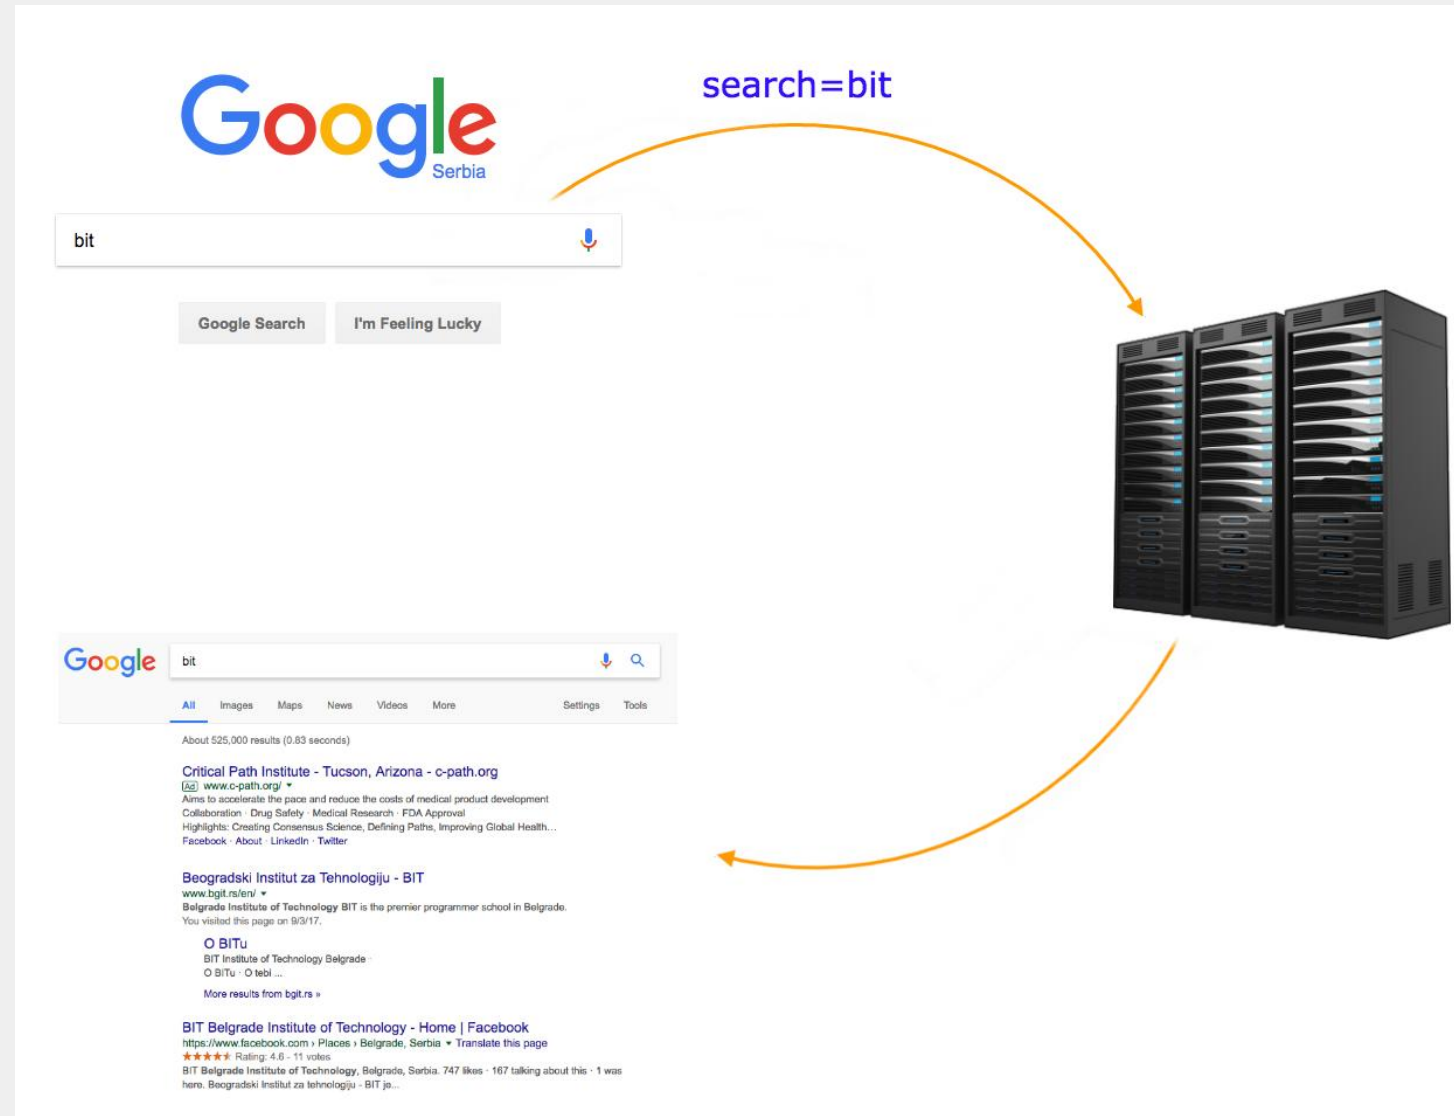 Google
Serbia
search=bit
bit
Google Search
I'm Feeling Lucky
Google
bit
All Images Maps News Videos More Settings Tools
About 525,000 results (0.83 seconds)
Critical Path Institute - Tucson, Arizona - c-path.org
Ad www.c-path.org/
Aims to accelerate the pace and reduce the costs of medical product development
Collaboration · Drug Safety · Medical Research · FDA Approval
Highlights: Creating Consensus Science, Defining Paths, Improving Global Health...
Facebook · About · LinkedIn · Twitter
Beogradski Institut za Tehnologiju - BIT
www.bgit.rs/en/
Belgrade Institute of Technology BIT is the premier programmer school in Belgrade.
You visited this page on 9/3/17.
O BITu
BIT Institute of Technology Belgrade ·
O BITu · O tebi ...
More results from bgit.rs »
BIT Belgrade Institute of Technology - Home | Facebook
https://www.facebook.com › Places › Belgrade, Serbia ▾ Translate this page
★★★★★ Rating: 4.6 - 11 votes
BIT Belgrade Institute of Technology, Belgrade, Serbia. 747 likes · 167 talking about this · 1 was
here. Beogradski Institut za tehnologiju - BIT je...